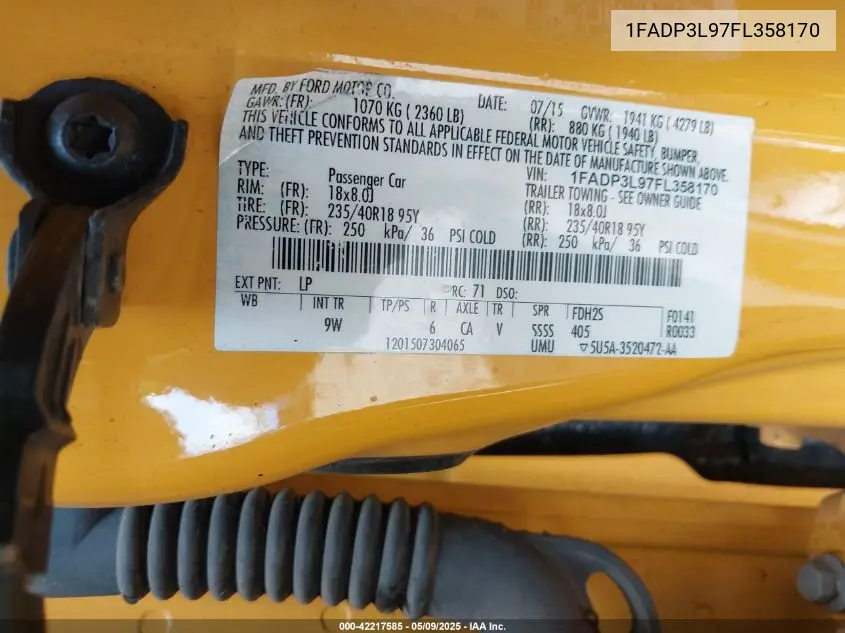 1FADP3L97FL358170
MFD. BY FORD MOTOR CO. DATE: 07/15 GVWR: 1941 KG ( 4279 LB)
GAWR: (FR): 1070 KG ( 2360 LB) (RR): 880 KG ( 1940 LB)
THIS VEHICLE CONFORMS TO ALL APPLICABLE FEDERAL MOTOR VEHICLE SAFETY, BUMPER,
AND THEFT PREVENTION STANDARDS IN EFFECT ON THE DATE OF MANUFACTURE SHOWN ABOVE.
VIN: 1FADP3L97FL358170
TYPE: Passenger Car TRAILER TOWING - SEE OWNER GUIDE
RIM: (FR): 18x8.0J (RR): 18x8.0J
TIRE: (FR): 235/40R18 95Y (RR): 235/40R18 95Y
PRESSURE: (FR): 250 kPa/ 36 PSI COLD (RR): 250 kPa/ 36 PSI COLD
EXT PNT: LP RC: 71 DSO:
WB INT TR TP/PS R AXLE TR SPR FDH2S F0141
9W 6 CA V SSSS 405 R0033
1201507304065 UMU ▽5U5A-3520472-AA
000-42217585 - 05/09/2025 - IAA Inc.